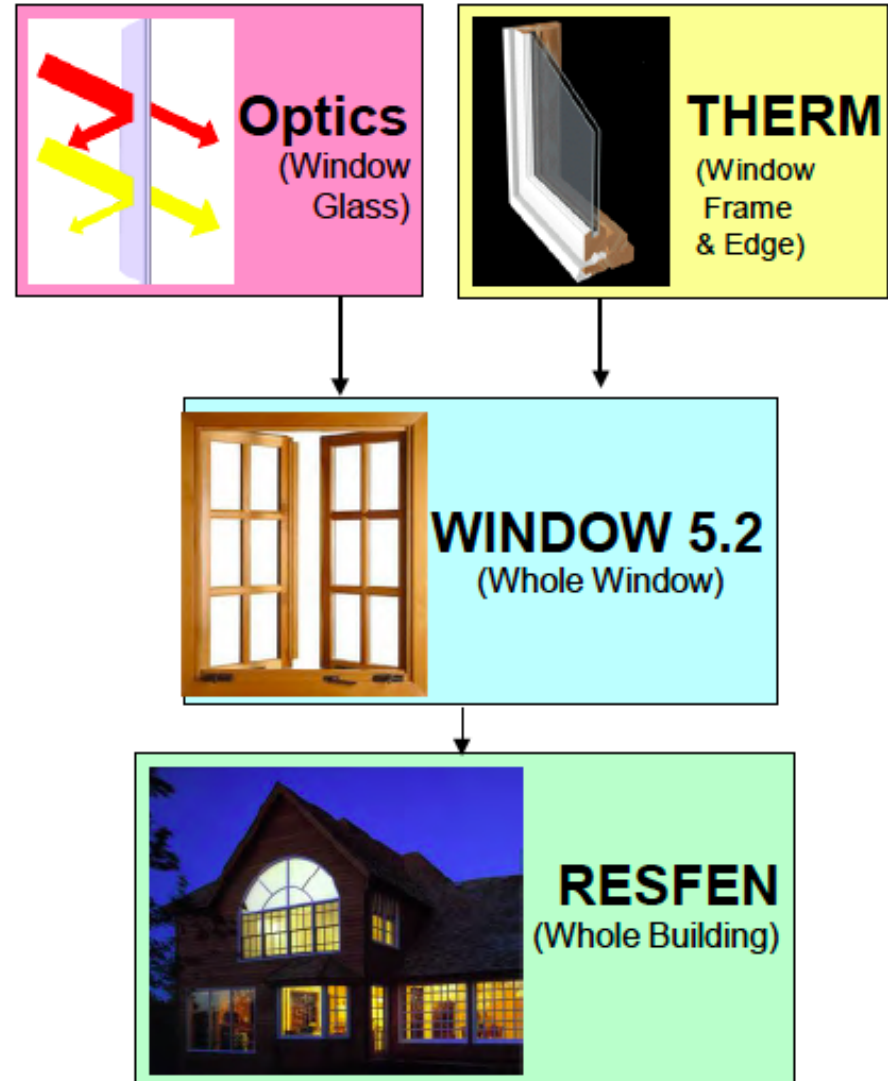 Optics
(Window
Glass)
THERM
(Window
Frame
& Edge)
WINDOW 5.2
(Whole Window)
RESFEN
(Whole Building)